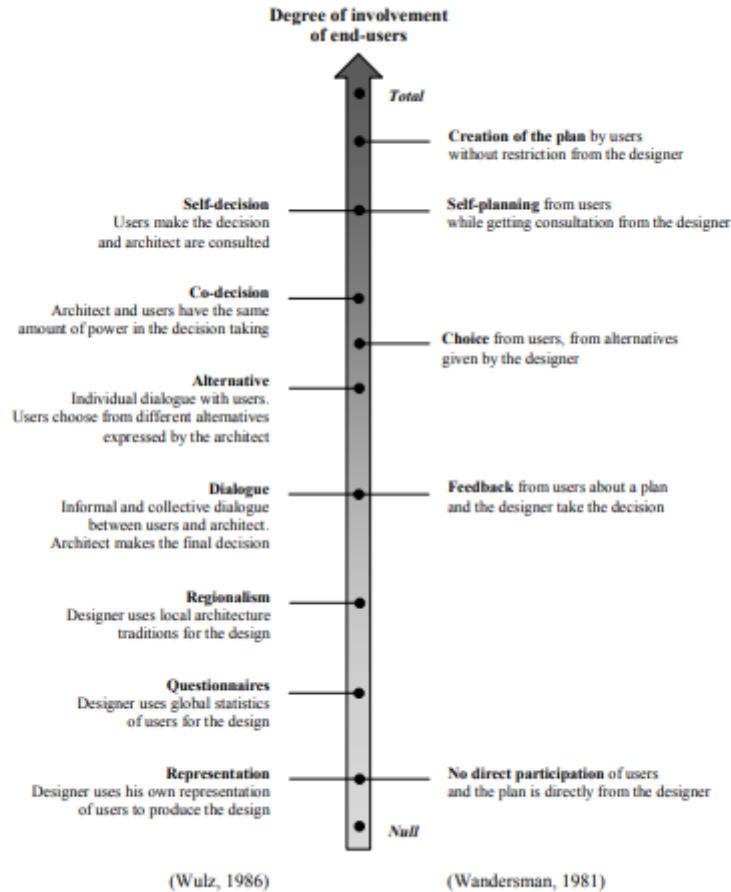 Degree of involvement
of end-users
Total
Creation of the plan by users
without restriction from the designer
Self-decision
Users make the decision
and architect are consulted
Self-planning from users
while getting consultation from the designer
Co-decision
Architect and users have the same
amount of power in the decision taking
Choice from users, from alternatives
given by the designer
Alternative
Individual dialogue with users.
Users choose from different alternatives
expressed by the architect
Dialogue
Informal and collective dialogue
between users and architect.
Architect makes the final decision
Feedback from users about a plan
and the designer take the decision
Regionalism
Designer uses local architecture
traditions for the design
Questionnaires
Designer uses global statistics
of users for the design
Representation
Designer uses his own representation
of users to produce the design
No direct participation of users
and the plan is directly from the designer
Null
(Wulz, 1986)
(Wandersman, 1981)